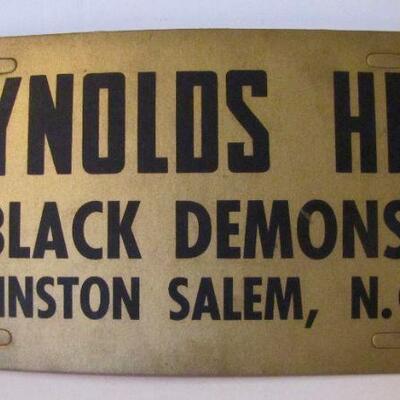 YNOLDS HI
BLACK DEMONS
INSTON SALEM, N.C